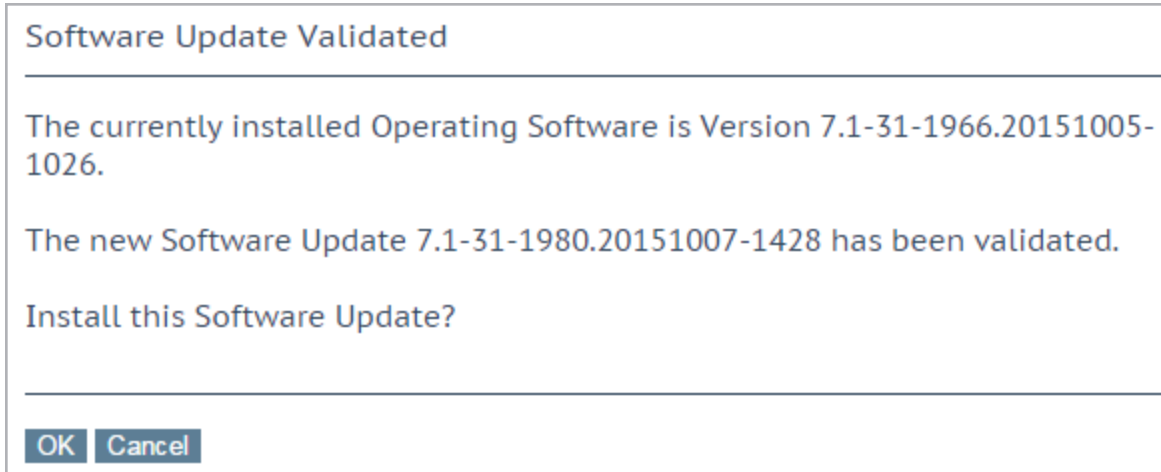 Software Update Validated
The currently installed Operating Software is Version 7.1-31-1966.20151005-
1026.
The new Software Update 7.1-31-1980.20151007-1428 has been validated.
Install this Software Update?
OK Cancel